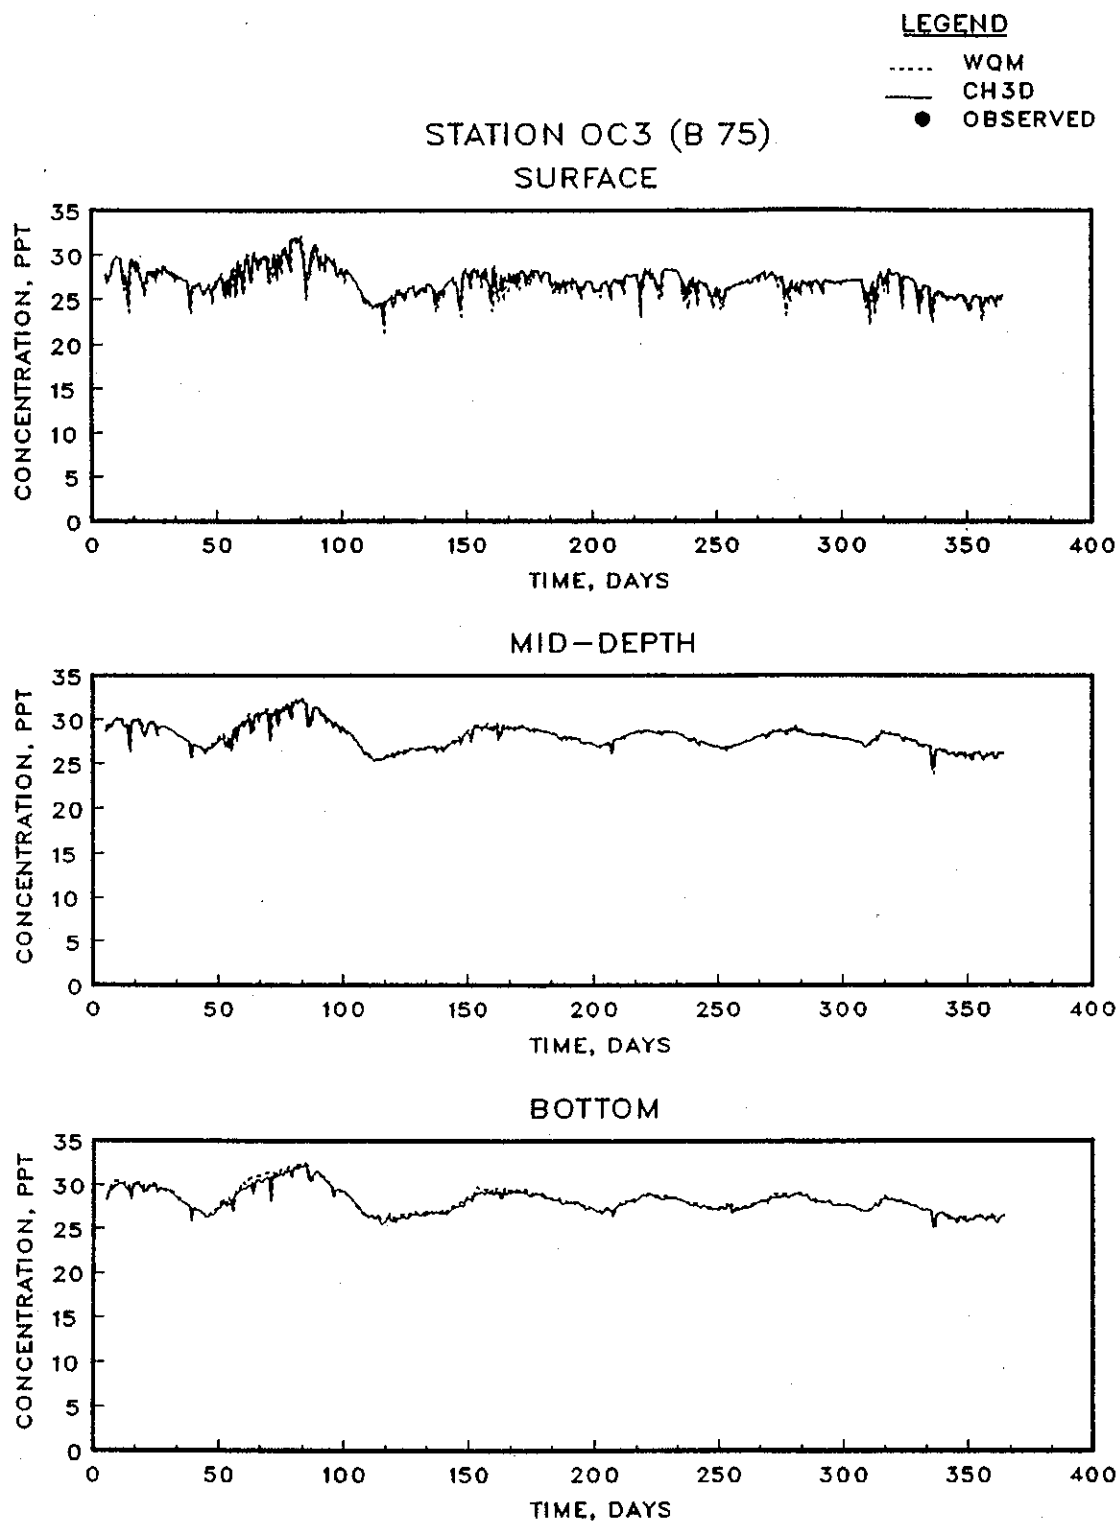 LEGEND
WQM
CH3D
OBSERVED
STATION OC3 (B 75)
SURFACE
CONCENTRATION, PPT
35
30
25
20
15
10
5
0
0 50 100 150 200 250 300 350 400
TIME, DAYS
MID-DEPTH
CONCENTRATION, PPT
35
30
25
20
15
10
5
0
0 50 100 150 200 250 300 350 400
TIME, DAYS
BOTTOM
CONCENTRATION, PPT
35
30
25
20
15
10
5
0
0 50 100 150 200 250 300 350 400
TIME, DAYS